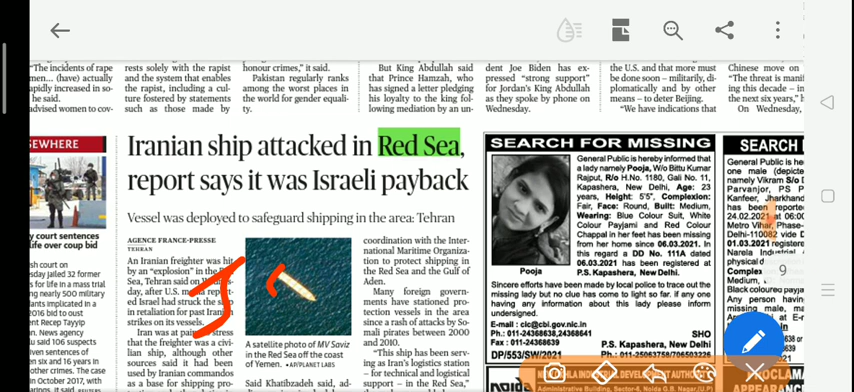 "The incidents of rape
men... (have) actually
rapidly increased in so-
he said.
advised women to cov-
rests solely with the rapist
and the system that enables
the rapist, including a cul-
ture fostered by statements
such as those made by
honour crimes," it said.
Pakistan regularly ranks
among the worst places in
the world for gender equali-
ty.
But King Abdullah said
that Prince Hamzah, who
has signed a letter pledging
his loyalty to the king fol-
lowing mediation by an un-
dent Joe Biden has ex-
pressed "strong support"
for Jordan's King Abdullah
as they spoke by phone on
Wednesday.
the U.S. and that more must
be done soon – militarily, di-
plomatically and by other
means – to deter Beijing.
"We have indications that
Chinese move on
"The threat is mani
ing this decade – in
the next six years," h
On Wednesday,
SEWHERE
y court sentences
life over coup bid
sh court on
sday jailed 32 former
s for life in a mass trial
ng nearly 500 military
ants implicated in a
2016 bid to oust
ent Recep Tayyip
n. News agency
u said 106 suspects
ven sentences of
en six and 16 years in
other crimes. The case
in October 2017, with
Iranian ship attacked in Red Sea,
report says it was Israeli payback
Vessel was deployed to safeguard shipping in the area: Tehran
AGENCE FRANCE-PRESSE
TEHRAN
An Iranian freighter was hit
by an "explosion" in the Red
Sea, Tehran said on
day, after U.S. media report-
ed Israel had struck the ship
in retaliation for past Iranian
strikes on its vessels.
Iran was at pains to stress
that the freighter was a civi-
lian ship, although other
sources said it had been
used by Iranian commandos
as a base for shipping pro-
A satellite photo of MV Saviz
in the Red Sea off the coast
of Yemen. •AP/PLANET LABS
Said Khatibzadeh said, ad-
coordination with the Inter-
national Maritime Organiza-
tion to protect shipping in
the Red Sea and the Gulf of
Aden.
Many foreign govern-
ments have stationed pro-
tection vessels in the area
since a rash of attacks by So-
mali pirates between 2000
and 2010.
"This ship has been serv-
ing as Iran's logistics station
– for technical and logistical
support – in the Red Sea,"
SEARCH FOR MISSING
General Public is hereby informed that
a lady namely Pooja, W/o Bittu Kumar
Rajput, R/o H.No. 1180, Gali No. 11,
Kapashera, New Delhi, Age: 23
years, Height: 5'5", Complexion:
Fair, Face: Round, Built: Medium,
Wearing: Blue Colour Suit, White
Colour Payjami and Red Colour
Chappal in her feet has been missing
from her home since 06.03.2021. In
this regard a DD No. 111A dated
06.03.2021 has been registered at
P.S. Kapashera, New Delhi.
Pooja
Sincere efforts have been made by local police to trace out the
missing lady but no clue has come to light so far. if any one
having any information about this lady please inform
undersigned.
E-mail : cic@cbi.gov.nic.in
Ph.: 011-24368638,24368641
Fax : 011-24368639
DP/553/SW/2021
SHO
P.S. Kapashera, New Delhi.
Ph.: 011-25063758/706503226
SEARCH
General Public is he
one male (depicte
namely Vikram S/o
Parvanjor, PS P
Kanfeer, Jharkhand
has been reporte
24.02.2021 at 06:0
Metro Vihar, Phase-
Delhi-110082 vide D
01.03.2021 registere
Narela Industrial
physical d
Complex
Medium,
Black coloured payja
Any person having
9